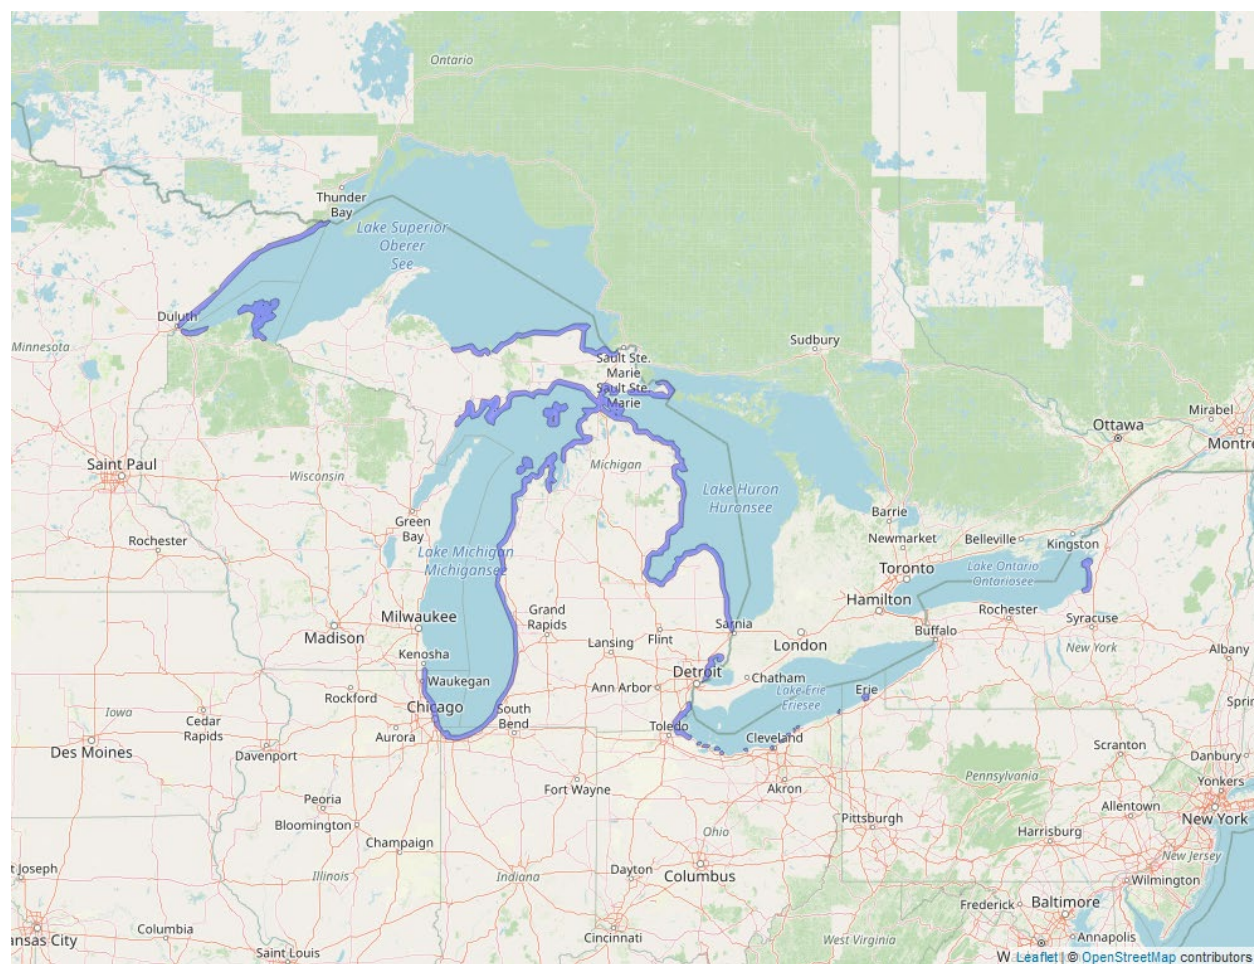 Ontario
Thunder
Bay
Lake Superior
Oberer
See
Duluth
Minnesota
Sudbury
Sault Ste.
Marie
Sault Ste.
Marie
Mirabel
Ottawa
Montre
Saint Paul
Wisconsin
Michigan
Lake Huron
Huronsee
Barrie
Green
Bay
Rochester
Newmarket
Belleville
Kingston
Lake Michigan
Michigansee
Toronto
Lake Ontario
Ontariosee
Hamilton
Rochester
Milwaukee
Grand
Rapids
Sarnia
Buffalo
Syracuse
Madison
Lansing
Flint
London
New York
Albany
Kenosha
Waukegan
Detroit
Chatham
Ann Arbor
Lake Erie
Eriesee
Erie
Rockford
Chicago
South
Bend
Iowa
Cedar
Rapids
Aurora
Toledo
Cleveland
Sprin
Des Moines
Davenport
Scranton
Danbury
Fort Wayne
Akron
Pennsylvania
Yonkers
Peoria
Allentown
New York
Bloomington
Pittsburgh
Harrisburg
Champaign
Ohio
New Jersey
t Joseph
Illinois
Indiana
Dayton
Columbus
Wilmington
Frederick
Baltimore
Columbia
ansas City
Cincinnati
West Virginia
Annapolis
Saint Louis
W
Leaflet | © OpenStreetMap contributors